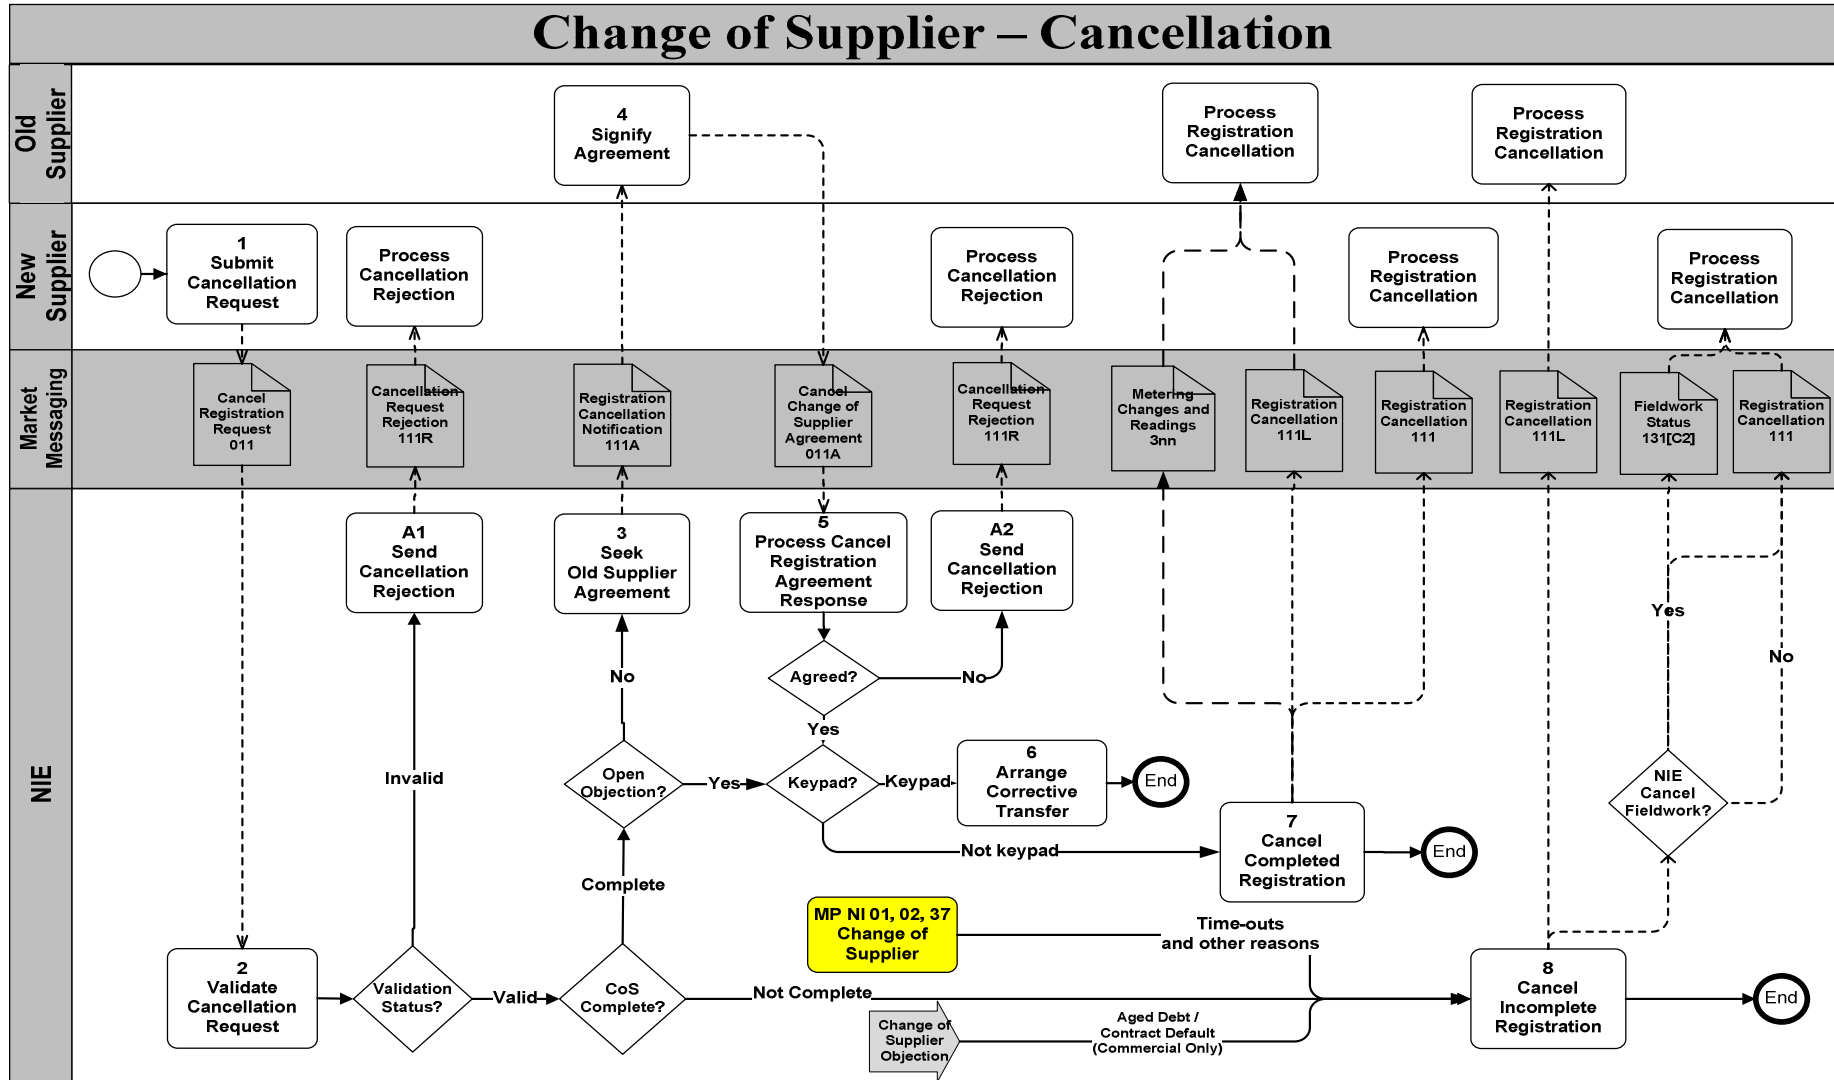 Change of Supplier – Cancellation
Old
Supplier
4
Signify
Agreement
Process
Registration
Cancellation
Process
Registration
Cancellation
New
Supplier
1
Submit
Cancellation
Request
Process
Cancellation
Rejection
Process
Cancellation
Rejection
Process
Registration
Cancellation
Process
Registration
Cancellation
Market
Messaging
Cancel
Registration
Request
011
Cancellation
Request
Rejection
111R
Registration
Cancellation
Notification
111A
Cancel
Change of
Supplier
Agreement
011A
Cancellation
Request
Rejection
111R
Metering
Changes and
Readings
3nn
Registration
Cancellation
111L
Registration
Cancellation
111
Registration
Cancellation
111L
Fieldwork
Status
131[C2]
Registration
Cancellation
111
NIE
A1
Send
Cancellation
Rejection
3
Seek
Old Supplier
Agreement
5
Process Cancel
Registration
Agreement
Response
A2
Send
Cancellation
Rejection
Yes
No
Agreed?
No
No
Yes
Invalid
Open
Objection?
Yes
Keypad?
Keypad
6
Arrange
Corrective
Transfer
End
NIE
Cancel
Fieldwork?
Not keypad
7
Cancel
Completed
Registration
End
Complete
MP NI 01, 02, 37
Change of
Supplier
Time-outs
and other reasons
2
Validate
Cancellation
Request
Validation
Status?
Valid
CoS
Complete?
Not Complete
8
Cancel
Incomplete
Registration
End
Change of
Supplier
Objection
Aged Debt /
Contract Default
(Commercial Only)